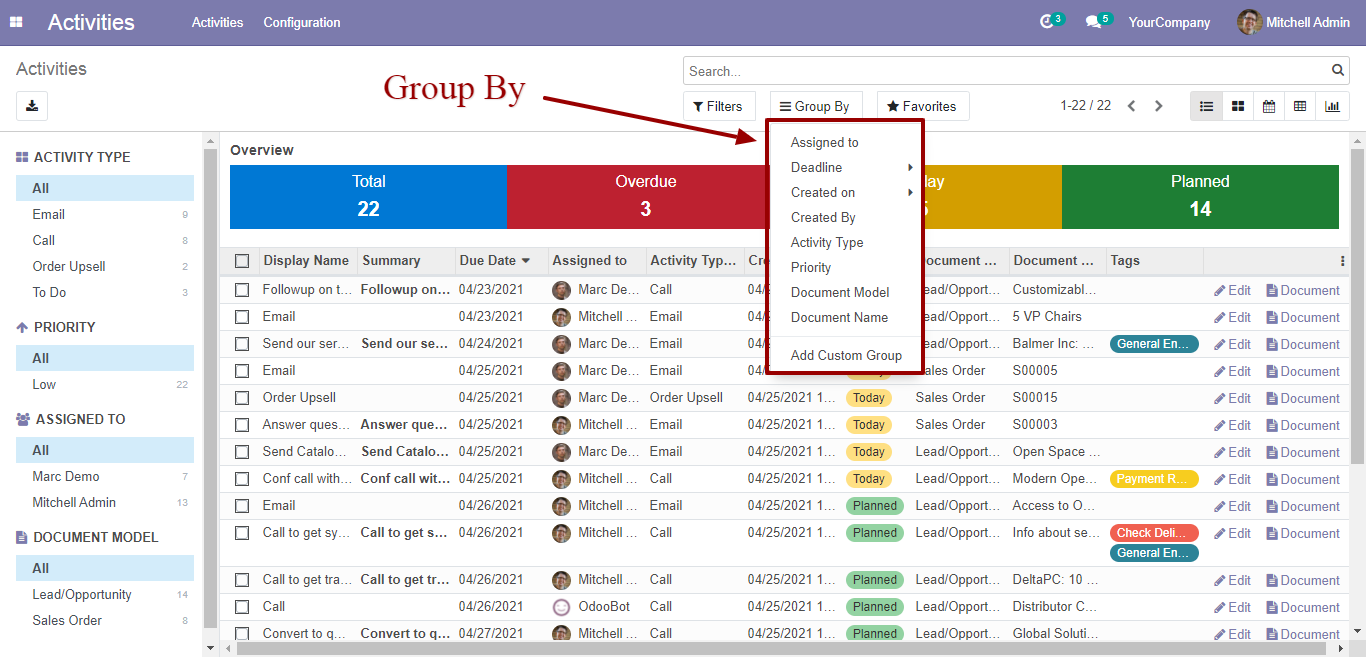 Activities Activities Configuration 3 5 YourCompany Mitchell Admin
Activities
Search...
Group By
Filters Group By Favorites 1-22 / 22
ACTIVITY TYPE
All
Email 9
Call 8
Order Upsell 2
To Do 3
PRIORITY
All
Low 22
ASSIGNED TO
All
Marc Demo 7
Mitchell Admin 13
DOCUMENT MODEL
All
Lead/Opportunity 14
Sales Order 8
Assigned to
Deadline
Created on
Created By
Activity Type
Priority
Document Model
Document Name
Add Custom Group
Overview
Total Overdue Planned
22 3 14
Display Name Summary Due Date Assigned to Activity Typ... Document ... Tags
Followup on t... Followup on... 04/23/2021 Marc De... Call Lead/Opport... Customizabl... Edit Document
Email 04/23/2021 Mitchell ... Email Lead/Opport... 5 VP Chairs Edit Document
Send our ser... Send our se... 04/24/2021 Marc De... Email Lead/Opport... Balmer Inc: ... General En... Edit Document
Email 04/25/2021 Marc De... Email Sales Order S00005 Edit Document
Order Upsell 04/25/2021 Marc De... Order Upsell 04/25/2021 1... Today Sales Order S00015 Edit Document
Answer ques... Answer que... 04/25/2021 Mitchell ... Email 04/25/2021 1... Today Sales Order S00003 Edit Document
Send Catalo... Send Catalo... 04/25/2021 Marc De... Email 04/25/2021 1... Today Lead/Opport... Open Space ... Edit Document
Conf call with... Conf call wit... 04/25/2021 Mitchell ... Call 04/25/2021 1... Today Lead/Opport... Modern Ope... Payment R... Edit Document
Email 04/26/2021 Mitchell ... Email 04/25/2021 1... Planned Lead/Opport... Access to O... Edit Document
Call to get sy... Call to get s... 04/26/2021 Mitchell ... Call 04/25/2021 1... Planned Lead/Opport... Info about se... Check Deli... Edit Document
General En...
Call to get tra... Call to get tr... 04/26/2021 Mitchell ... Call 04/25/2021 1... Planned Lead/Opport... DeltaPC: 10 ... Edit Document
Call 04/26/2021 OdooBot Call 04/25/2021 1... Planned Lead/Opport... Distributor C... Edit Document
Convert to q... Convert to q... 04/27/2021 Mitchell ... Call 04/25/2021 1... Planned Lead/Opport... Global Soluti... Edit Document